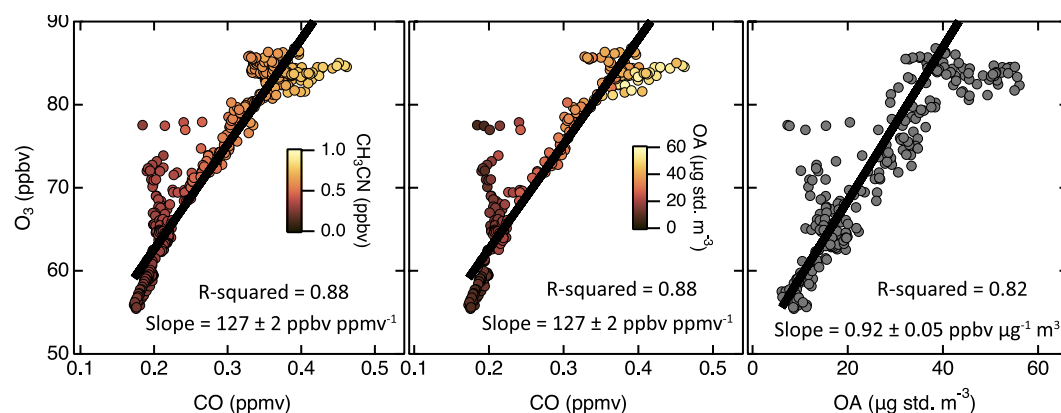 90
80
70
60
50
O₃ (ppbv)
0.1 0.2 0.3 0.4 0.5
CO (ppmv)
1.0
0.5
0.0
CH₃CN (ppbv)
R-squared = 0.88
Slope = 127 ± 2 ppbv ppmv⁻¹
0.1 0.2 0.3 0.4 0.5
CO (ppmv)
60
40
20
0
OA (µg std. m⁻³)
R-squared = 0.88
Slope = 127 ± 2 ppbv ppmv⁻¹
20 40 60
OA (µg std. m⁻³)
R-squared = 0.82
Slope = 0.92 ± 0.05 ppbv µg⁻¹ m³